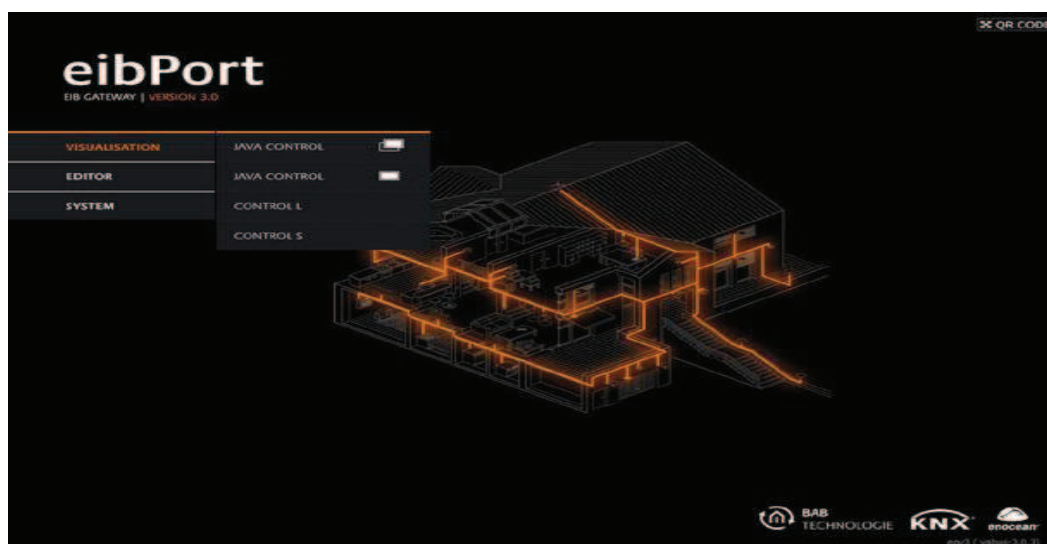 QR CODE
eibPort
EIB GATEWAY | VERSION 3.0
VISUALISATION
JAVA CONTROL
EDITOR
JAVA CONTROL
SYSTEM
CONTROL L
CONTROL S
BAB
TECHNOLOGIE
KNX
enocean